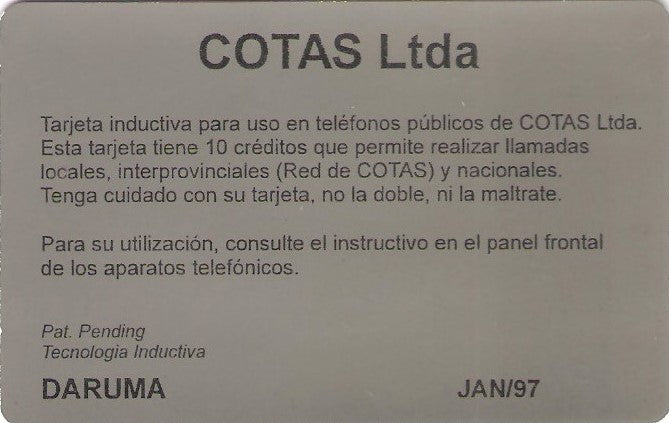 COTAS Ltda
Tarjeta inductiva para uso en teléfonos públicos de COTAS Ltda.
Esta tarjeta tiene 10 créditos que permite realizar llamadas
locales, interprovinciales (Red de COTAS) y nacionales.
Tenga cuidado con su tarjeta, no la doble, ni la maltrate.
Para su utilización, consulte el instructivo en el panel frontal
de los aparatos telefónicos.
Pat. Pending
Tecnologia Inductiva
DARUMA JAN/97